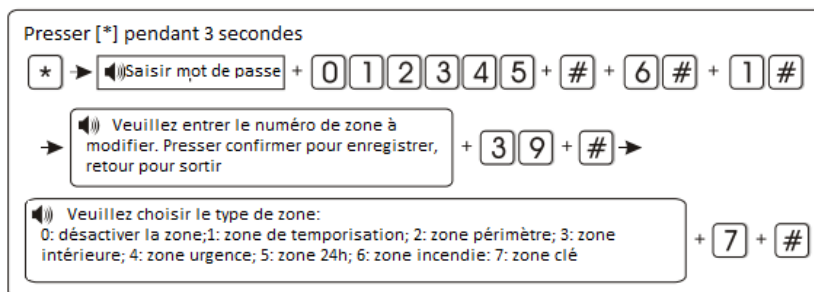 Presser [*] pendant 3 secondes
* Saisir mot de passe + 0 1 2 3 4 5 + # + 6 # + 1 #
Veuillez entrer le numéro de zone à
modifier. Presser confirmer pour enregistrer,
retour pour sortir
+ 3 9 + #
Veuillez choisir le type de zone:
0: désactiver la zone;1: zone de temporisation; 2: zone périmètre; 3: zone
intérieure; 4: zone urgence; 5: zone 24h; 6: zone incendie: 7: zone clé
+ 7 + #